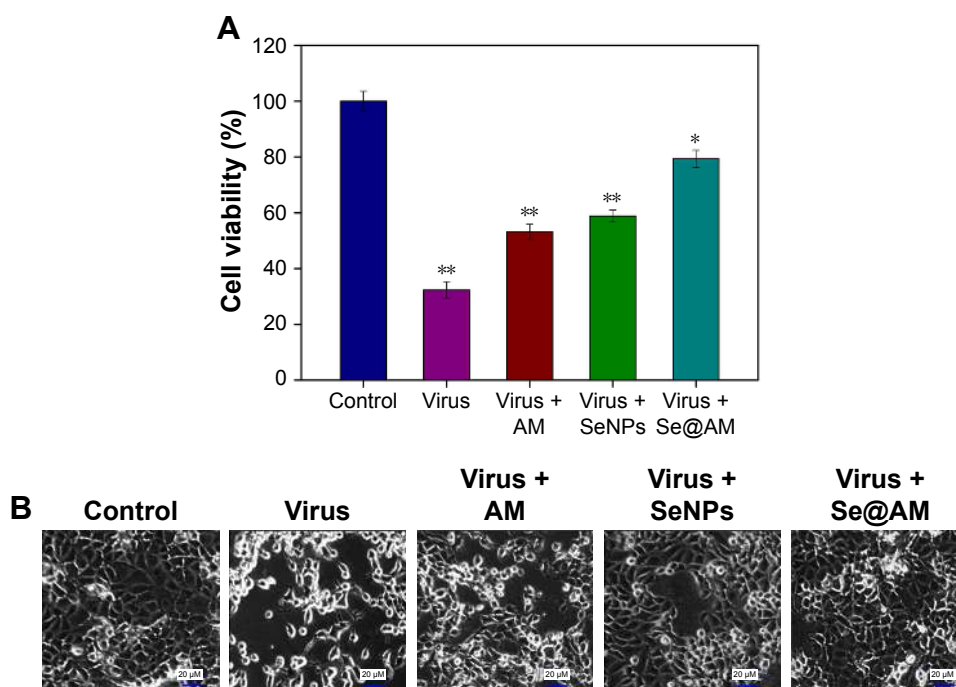 A
120
100
80
60
40
20
0
Cell viability (%)
**
**
**
*
Control
Virus
Virus +
AM
Virus +
SeNPs
Virus +
Se@AM
B
Control
Virus
Virus +
AM
Virus +
SeNPs
Virus +
Se@AM
20 µM
20 µM
20 µM
20 µM
20 µM